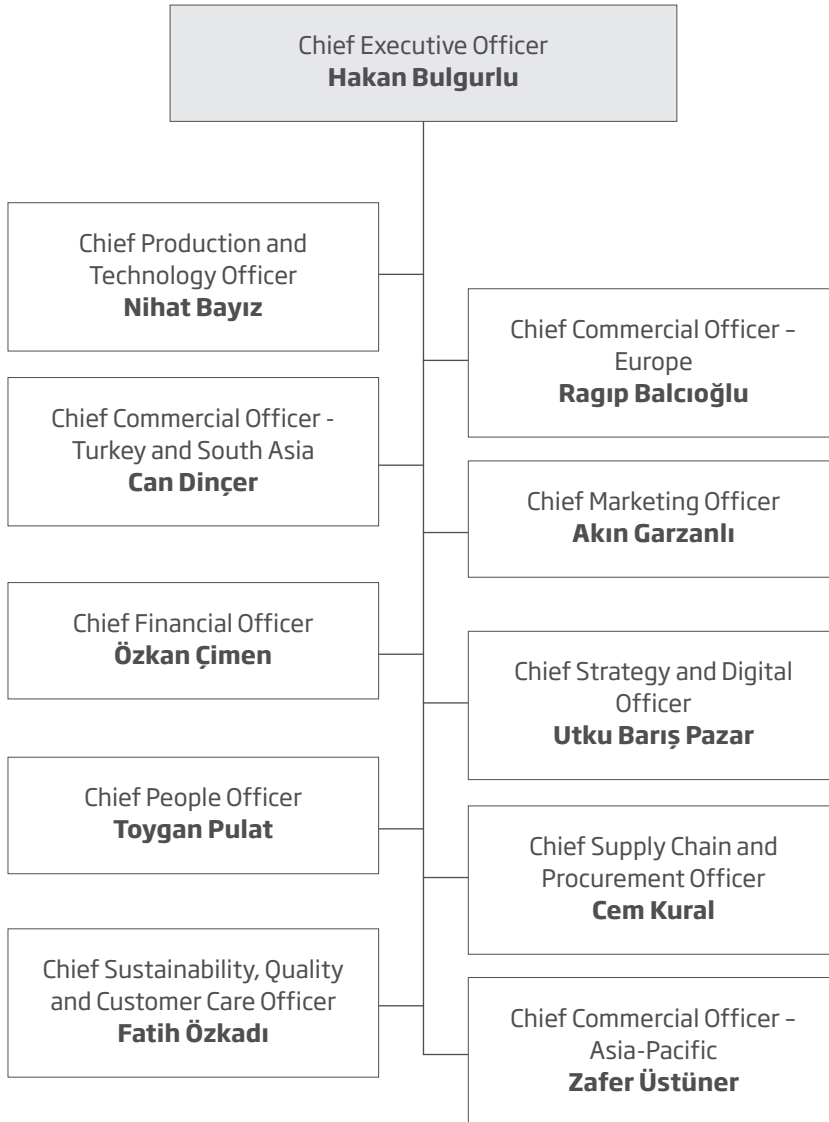 Chief Executive Officer
Hakan Bulgurlu
Chief Production and
Technology Officer
Nihat Bayız
Chief Commercial Officer –
Europe
Ragıp Balcıoğlu
Chief Commercial Officer -
Turkey and South Asia
Can Dinçer
Chief Marketing Officer
Akın Garzanlı
Chief Financial Officer
Özkan Çimen
Chief Strategy and Digital
Officer
Utku Barış Pazar
Chief People Officer
Toygan Pulat
Chief Supply Chain and
Procurement Officer
Cem Kural
Chief Sustainability, Quality
and Customer Care Officer
Fatih Özkadı
Chief Commercial Officer –
Asia-Pacific
Zafer Üstüner